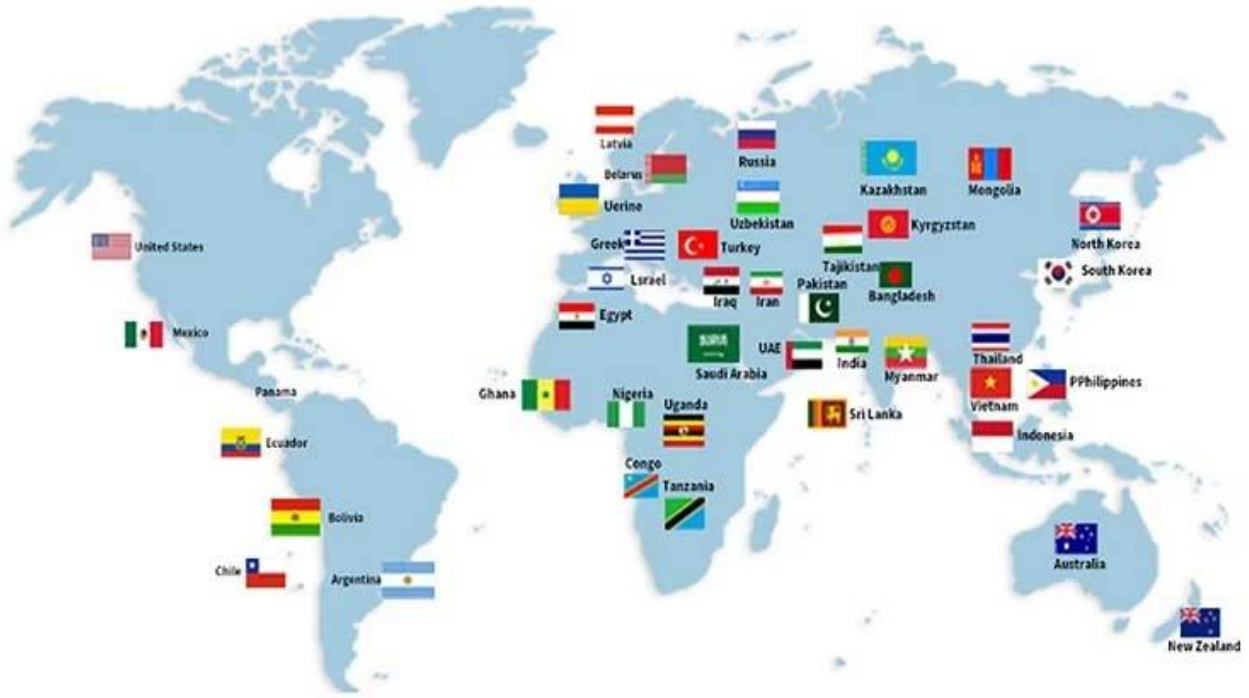 Latvia
Russia
Belarus
Kazakhstan
Mongolia
Uerine
Uzbekistan
Kyrgyzstan
United States
Greek
Turkey
Tajikistan
North Korea
South Korea
Lsrael
Iraq
Iran
Pakistan
Bangladesh
Egypt
Mexico
Saudi Arabia
UAE
India
Myanmar
Thailand
Panama
Ghana
Nigeria
Uganda
Sri Lanka
Vietnam
PPhilippines
Ecuador
Indonesia
Congo
Tanzania
Bolivia
Chile
Argentina
Australia
New Zealand